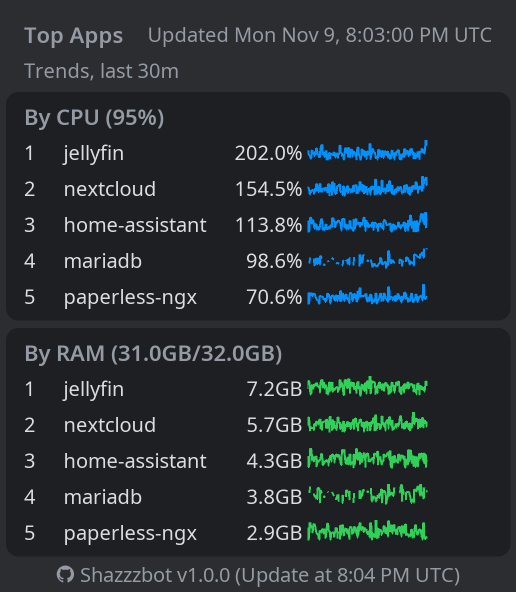 Top Apps Updated Mon Nov 9, 8:03:00 PM UTC
Trends, last 30m
By CPU (95%)
1 jellyfin 202.0%
2 nextcloud 154.5%
3 home-assistant 113.8%
4 mariadb 98.6%
5 paperless-ngx 70.6%
By RAM (31.0GB/32.0GB)
1 jellyfin 7.2GB
2 nextcloud 5.7GB
3 home-assistant 4.3GB
4 mariadb 3.8GB
5 paperless-ngx 2.9GB
Shazzzbot v1.0.0 (Update at 8:04 PM UTC)